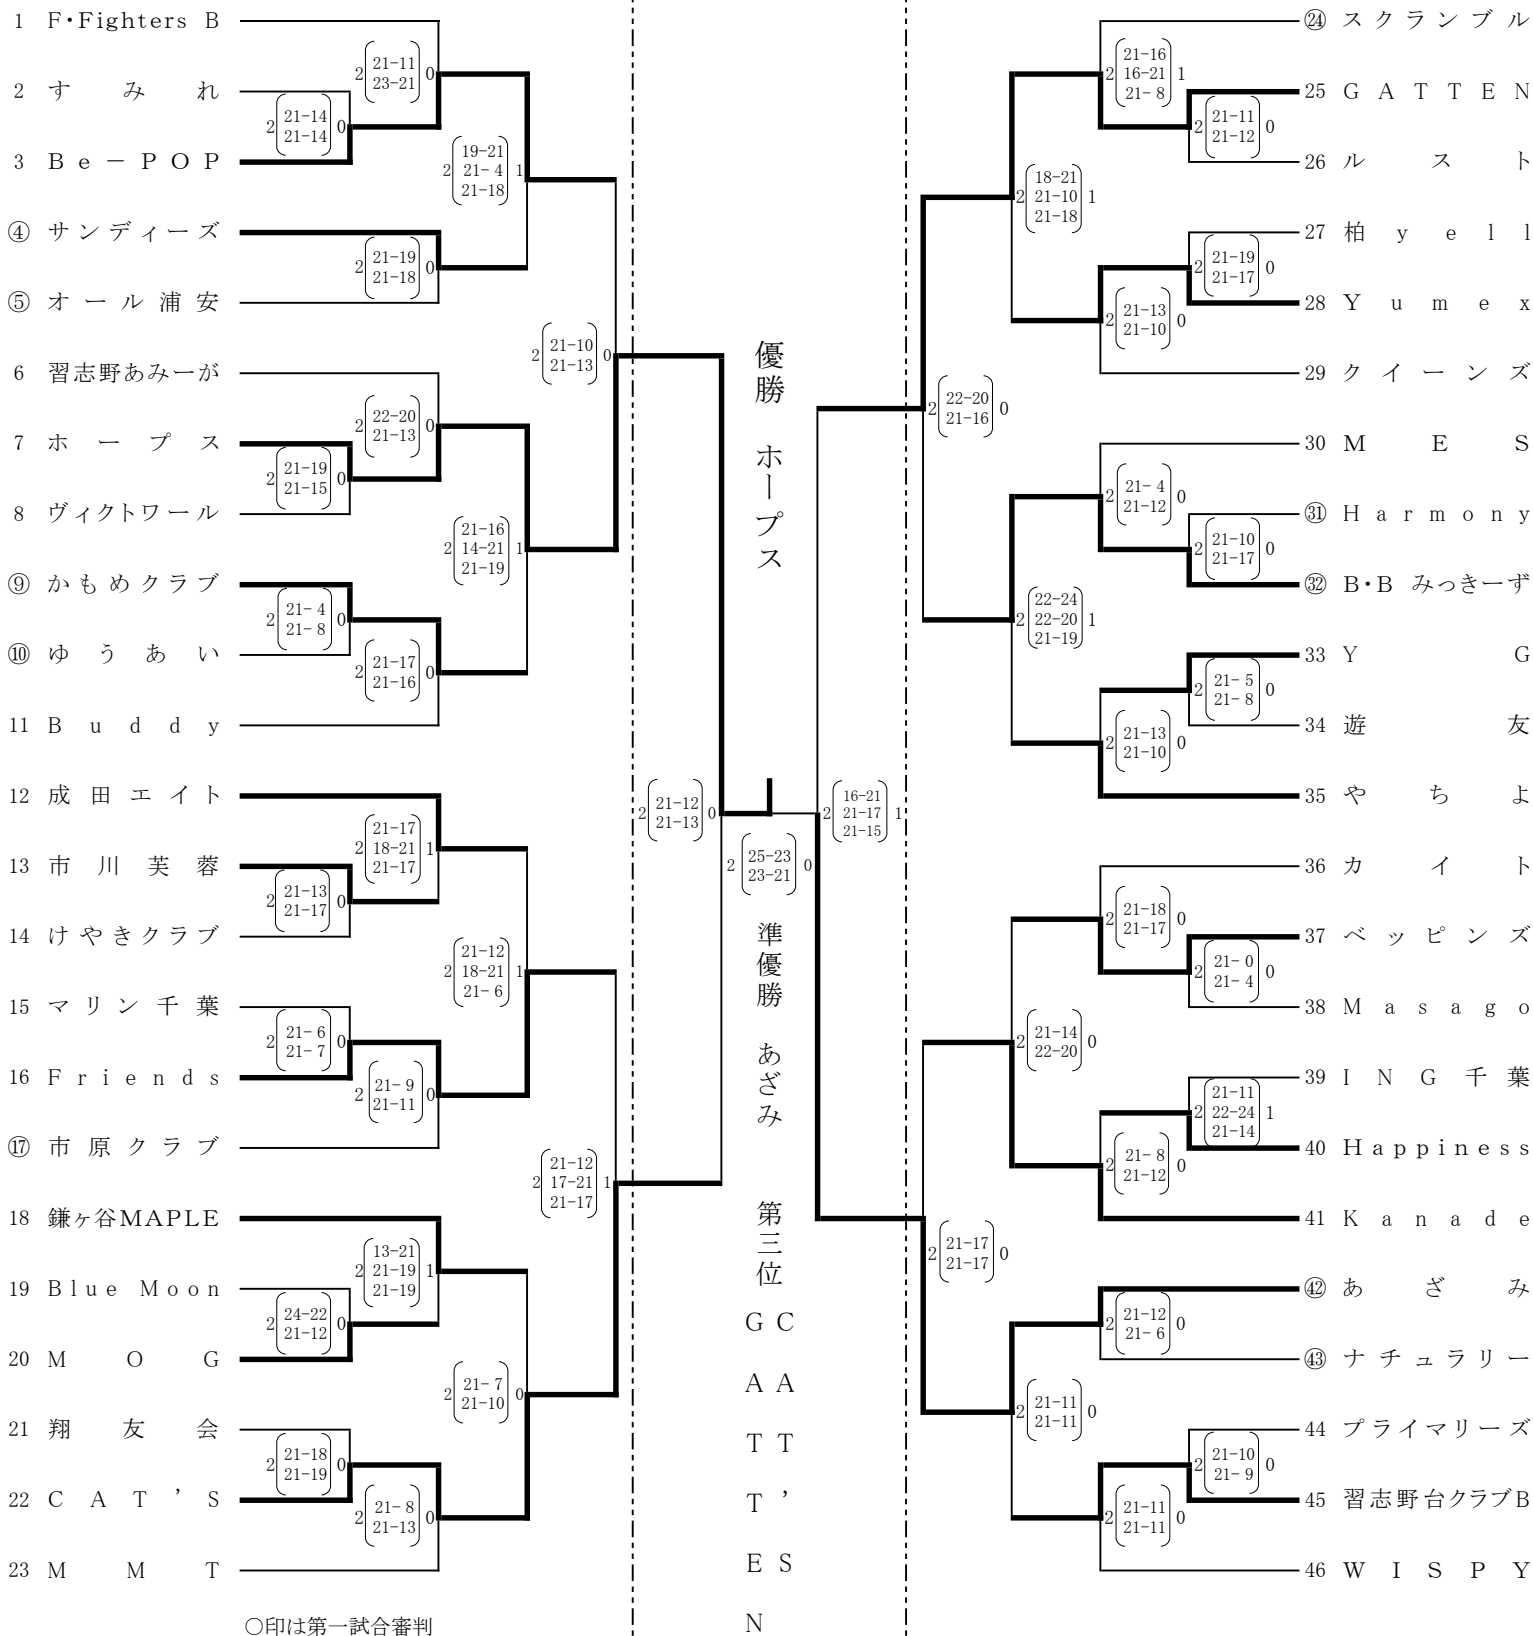 1 F・Fighters B
2 すみれ
3 Be－POP
④ サンディーズ
⑤ オール浦安
6 習志野あみーが
7 ホープス
8 ヴィクトワール
⑨ かもめクラブ
⑩ ゆうあい
11 Buddy
12 成田エイト
13 市川芙蓉
14 けやきクラブ
15 マリン千葉
16 Friends
⑰ 市原クラブ
18 鎌ヶ谷MAPLE
19 Blue Moon
20 MOG
21 翔友会
22 CAT’S
23 MMT
2 21-14 21-14 0
2 21-19 21-15 0
2 21-4 21-8 0
2 21-13 21-17 0
2 21-6 21-7 0
2 24-22 21-12 0
2 21-18 21-19 0
2 21-11 23-21 0
2 21-19 21-18 0
2 22-20 21-13 0
2 21-17 21-16 0
2 21-17 18-21 21-17 1
2 21-9 21-11 0
2 13-21 21-19 21-19 1
2 21-8 21-13 0
2 19-21 21-4 21-18 1
2 21-16 14-21 21-19 1
2 21-12 18-21 21-6 1
2 21-7 21-10 0
2 21-10 21-13 0
2 21-12 17-21 21-17 1
2 21-12 21-13 0
優勝 ホープス
2 25-23 23-21 0
準優勝 あざみ
第三位
CAT’S
GATTEN
2 16-21 21-17 21-15 1
2 22-20 21-16 0
2 21-17 21-17 0
2 18-21 21-10 21-18 1
2 22-24 22-20 21-19 1
2 21-14 22-20 0
2 21-11 21-11 0
2 21-16 16-21 21-8 1
2 21-13 21-10 0
2 21-4 21-12 0
2 21-13 21-10 0
2 21-18 21-17 0
2 21-8 21-12 0
2 21-12 21-6 0
2 21-11 21-11 0
2 21-11 21-12 0
2 21-19 21-17 0
2 21-10 21-17 0
2 21-5 21-8 0
2 21-0 21-4 0
2 21-11 22-24 21-14 1
2 21-10 21-9 0
㉔ スクランブル
25 GATTEN
26 ルスト
27 柏yell
28 Yumex
29 クイーンズ
30 MES
㉛ Harmony
㉜ B・B みっきーず
33 YG
34 遊友
35 やちよ
36 カイト
37 ベッピンズ
38 Masago
39 ING千葉
40 Happiness
41 Kanade
㊷ あざみ
㊸ ナチュラリー
44 プライマリーズ
45 習志野台クラブB
46 WISPY
○印は第一試合審判